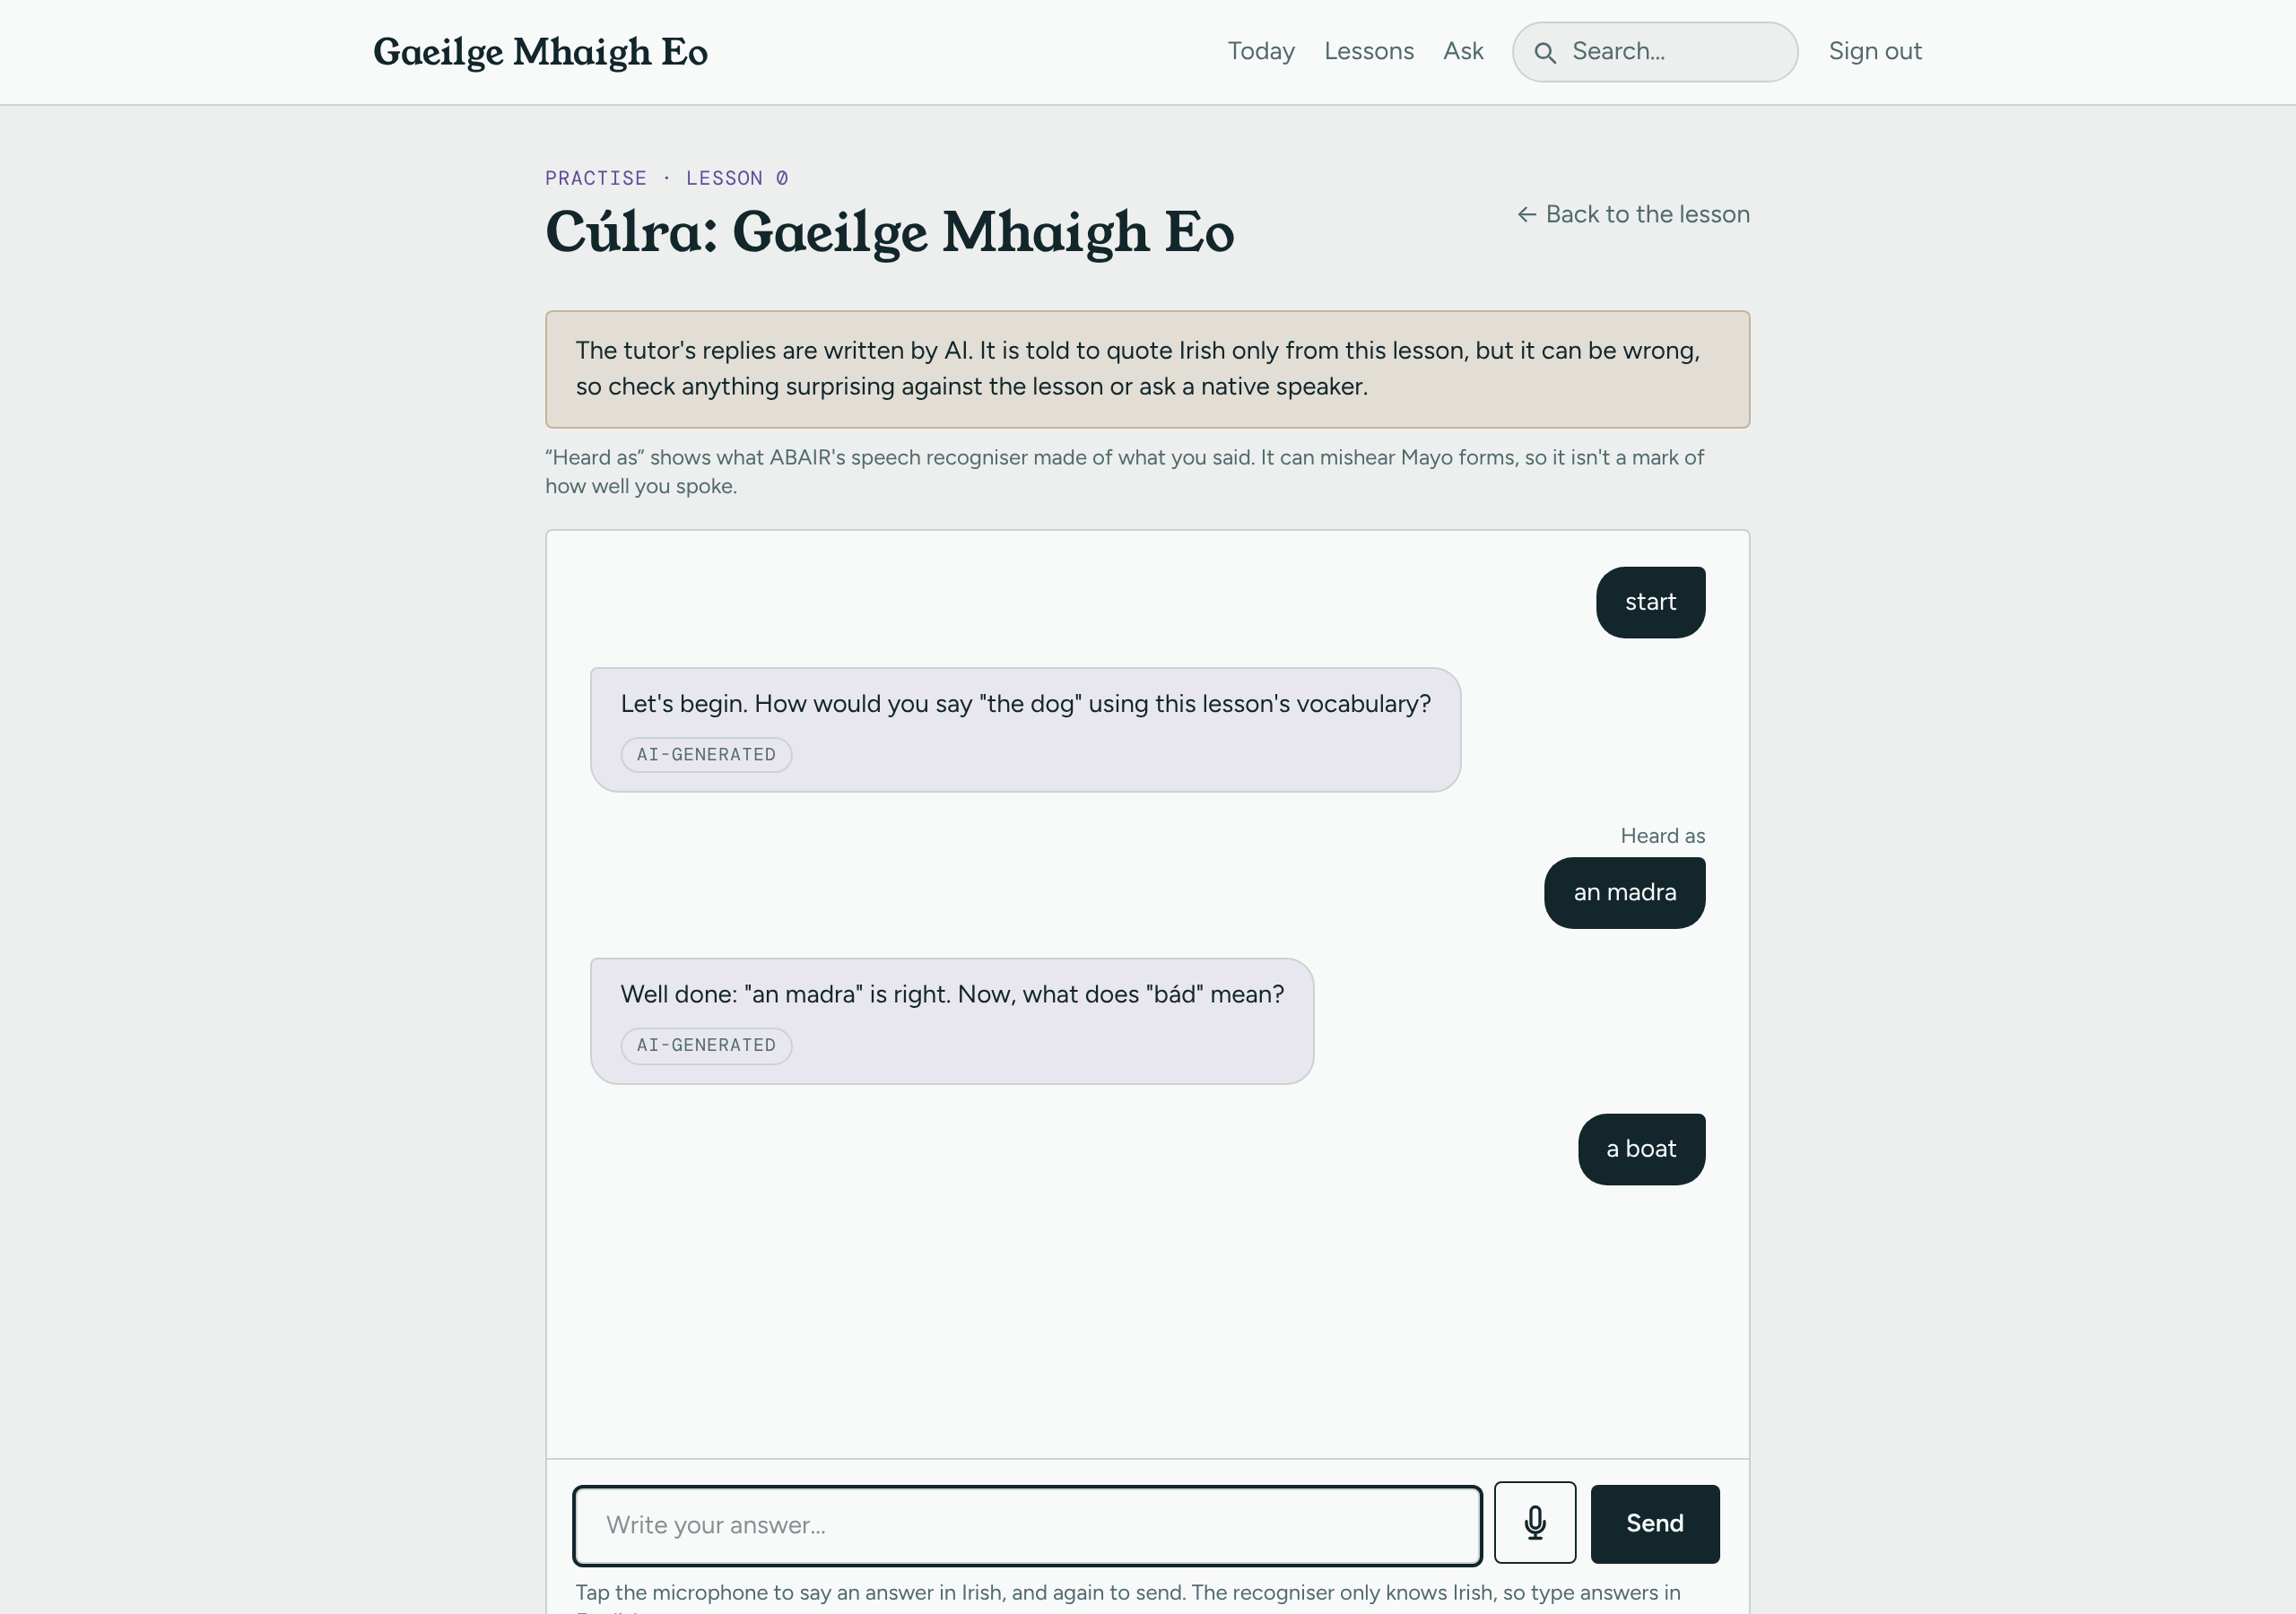 Gaeilge Mhaigh Eo
Today
Lessons
Ask
Search...
Sign out
PRACTISE · LESSON 0
Cúlra: Gaeilge Mhaigh Eo
← Back to the lesson
The tutor's replies are written by AI. It is told to quote Irish only from this lesson, but it can be wrong,
so check anything surprising against the lesson or ask a native speaker.
“Heard as” shows what ABAIR's speech recogniser made of what you said. It can mishear Mayo forms, so it isn't a mark of
how well you spoke.
start
Let's begin. How would you say "the dog" using this lesson's vocabulary?
AI-GENERATED
Heard as
an madra
Well done: "an madra" is right. Now, what does "bád" mean?
AI-GENERATED
a boat
Write your answer...
Send
Tap the microphone to say an answer in Irish, and again to send. The recogniser only knows Irish, so type answers in